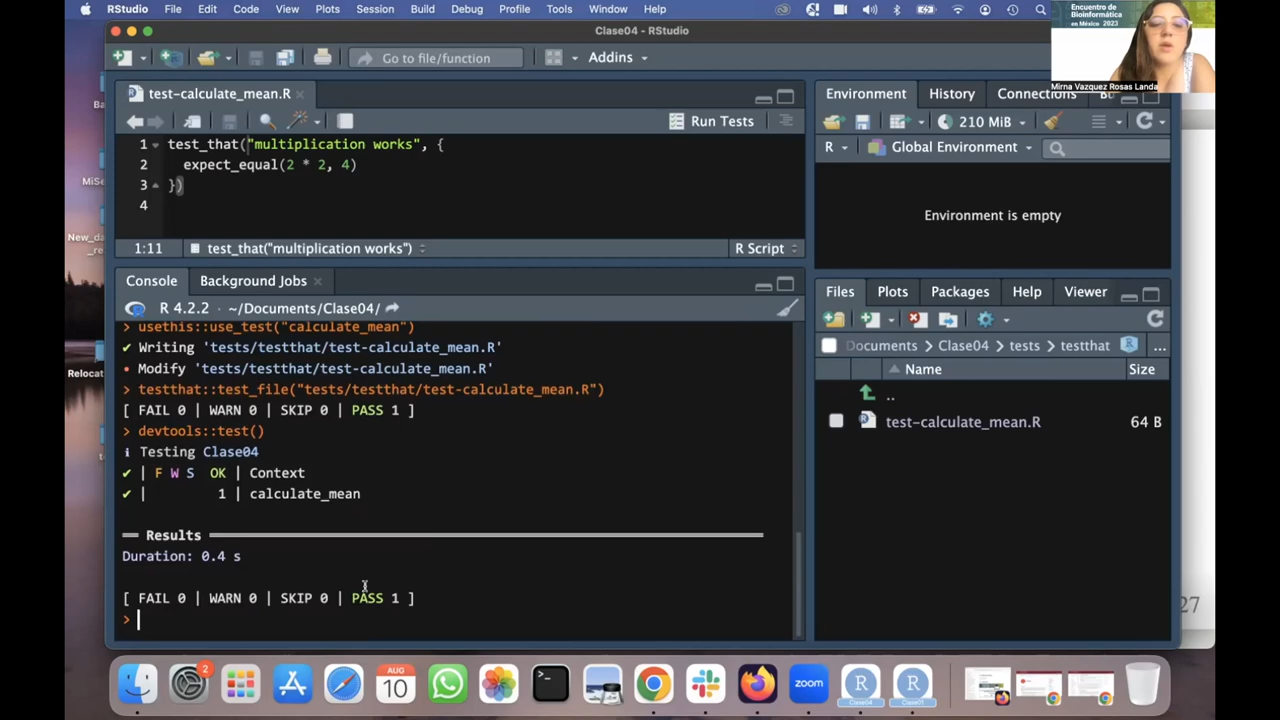 RStudio File Edit Code View Plots Session Build Debug Profile Tools Window Help
Clase04 - RStudio
Encuentro de
Bioinformática
en México 2023
Mirna Vazquez Rosas Landa
Go to file/function
Addins
test-calculate_mean.R
Run Tests
1 test_that("multiplication works", {
2 expect_equal(2 * 2, 4)
3 })
4
1:11 test_that("multiplication works") R Script
Environment History Connections
210 MiB
R Global Environment
Environment is empty
Console Background Jobs
R 4.2.2 · ~/Documents/Clase04/
> usethis::use_test("calculate_mean")
✔ Writing 'tests/testthat/test-calculate_mean.R'
• Modify 'tests/testthat/test-calculate_mean.R'
> testthat::test_file("tests/testthat/test-calculate_mean.R")
[ FAIL 0 | WARN 0 | SKIP 0 | PASS 1 ]
> devtools::test()
ℹ Testing Clase04
✔ | F W S OK | Context
✔ | 1 | calculate_mean
══ Results ══
Duration: 0.4 s
[ FAIL 0 | WARN 0 | SKIP 0 | PASS 1 ]
>
Files Plots Packages Help Viewer
Documents > Clase04 > tests > testthat
Name Size
..
test-calculate_mean.R 64 B
27
2
AUG
10
zoom
Clase04
Clase01